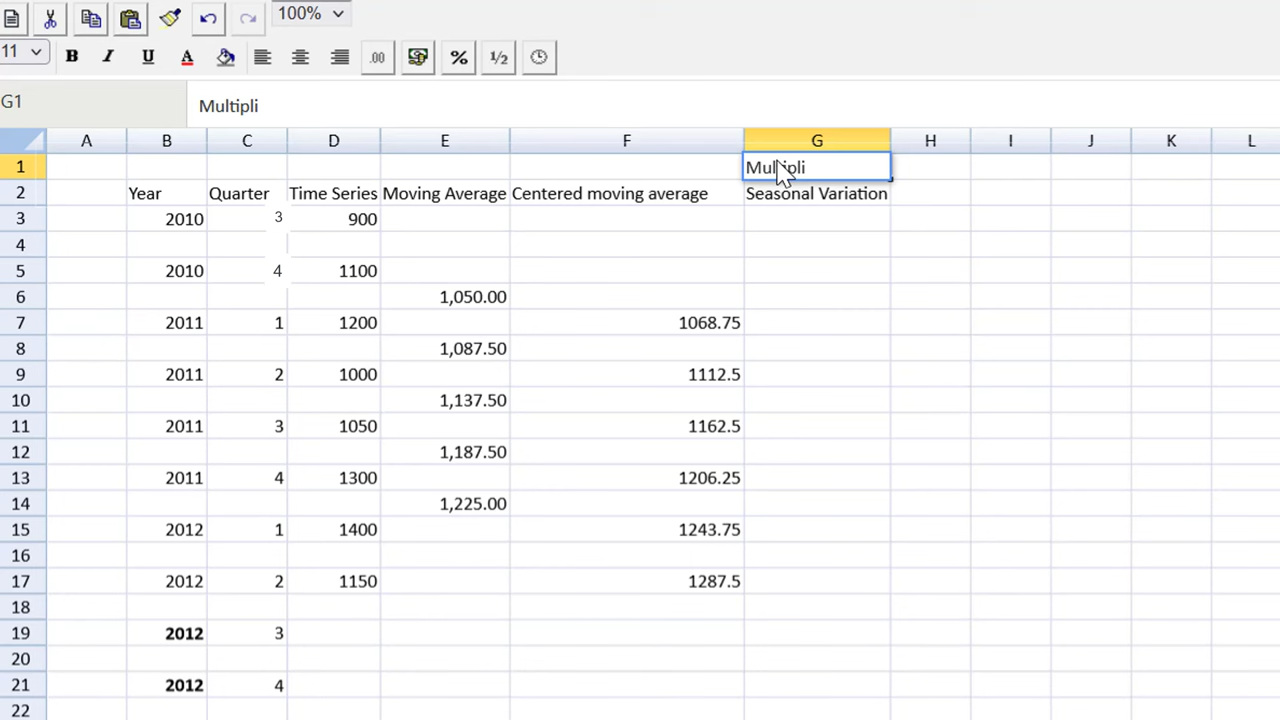 100%
11 B I U A .00 % 1/2
G1 Multipli
A B C D E F G H I J K L
1 Multipli
2 Year Quarter Time Series Moving Average Centered moving average Seasonal Variation
3 2010 3 900
4
5 2010 4 1100
6 1,050.00
7 2011 1 1200 1068.75
8 1,087.50
9 2011 2 1000 1112.5
10 1,137.50
11 2011 3 1050 1162.5
12 1,187.50
13 2011 4 1300 1206.25
14 1,225.00
15 2012 1 1400 1243.75
16
17 2012 2 1150 1287.5
18
19 2012 3
20
21 2012 4
22